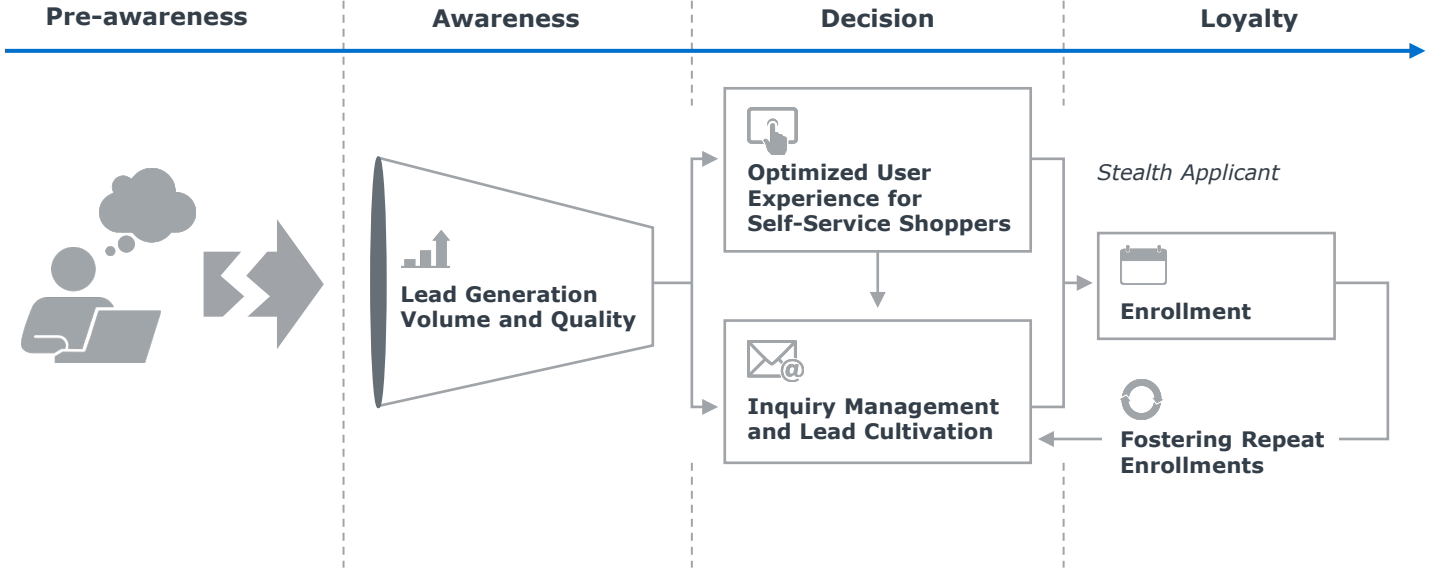 Pre-awareness
Awareness
Decision
Loyalty
Lead Generation
Volume and Quality
Optimized User
Experience for
Self-Service Shoppers
@
Inquiry Management
and Lead Cultivation
Stealth Applicant
Enrollment
Fostering Repeat
Enrollments